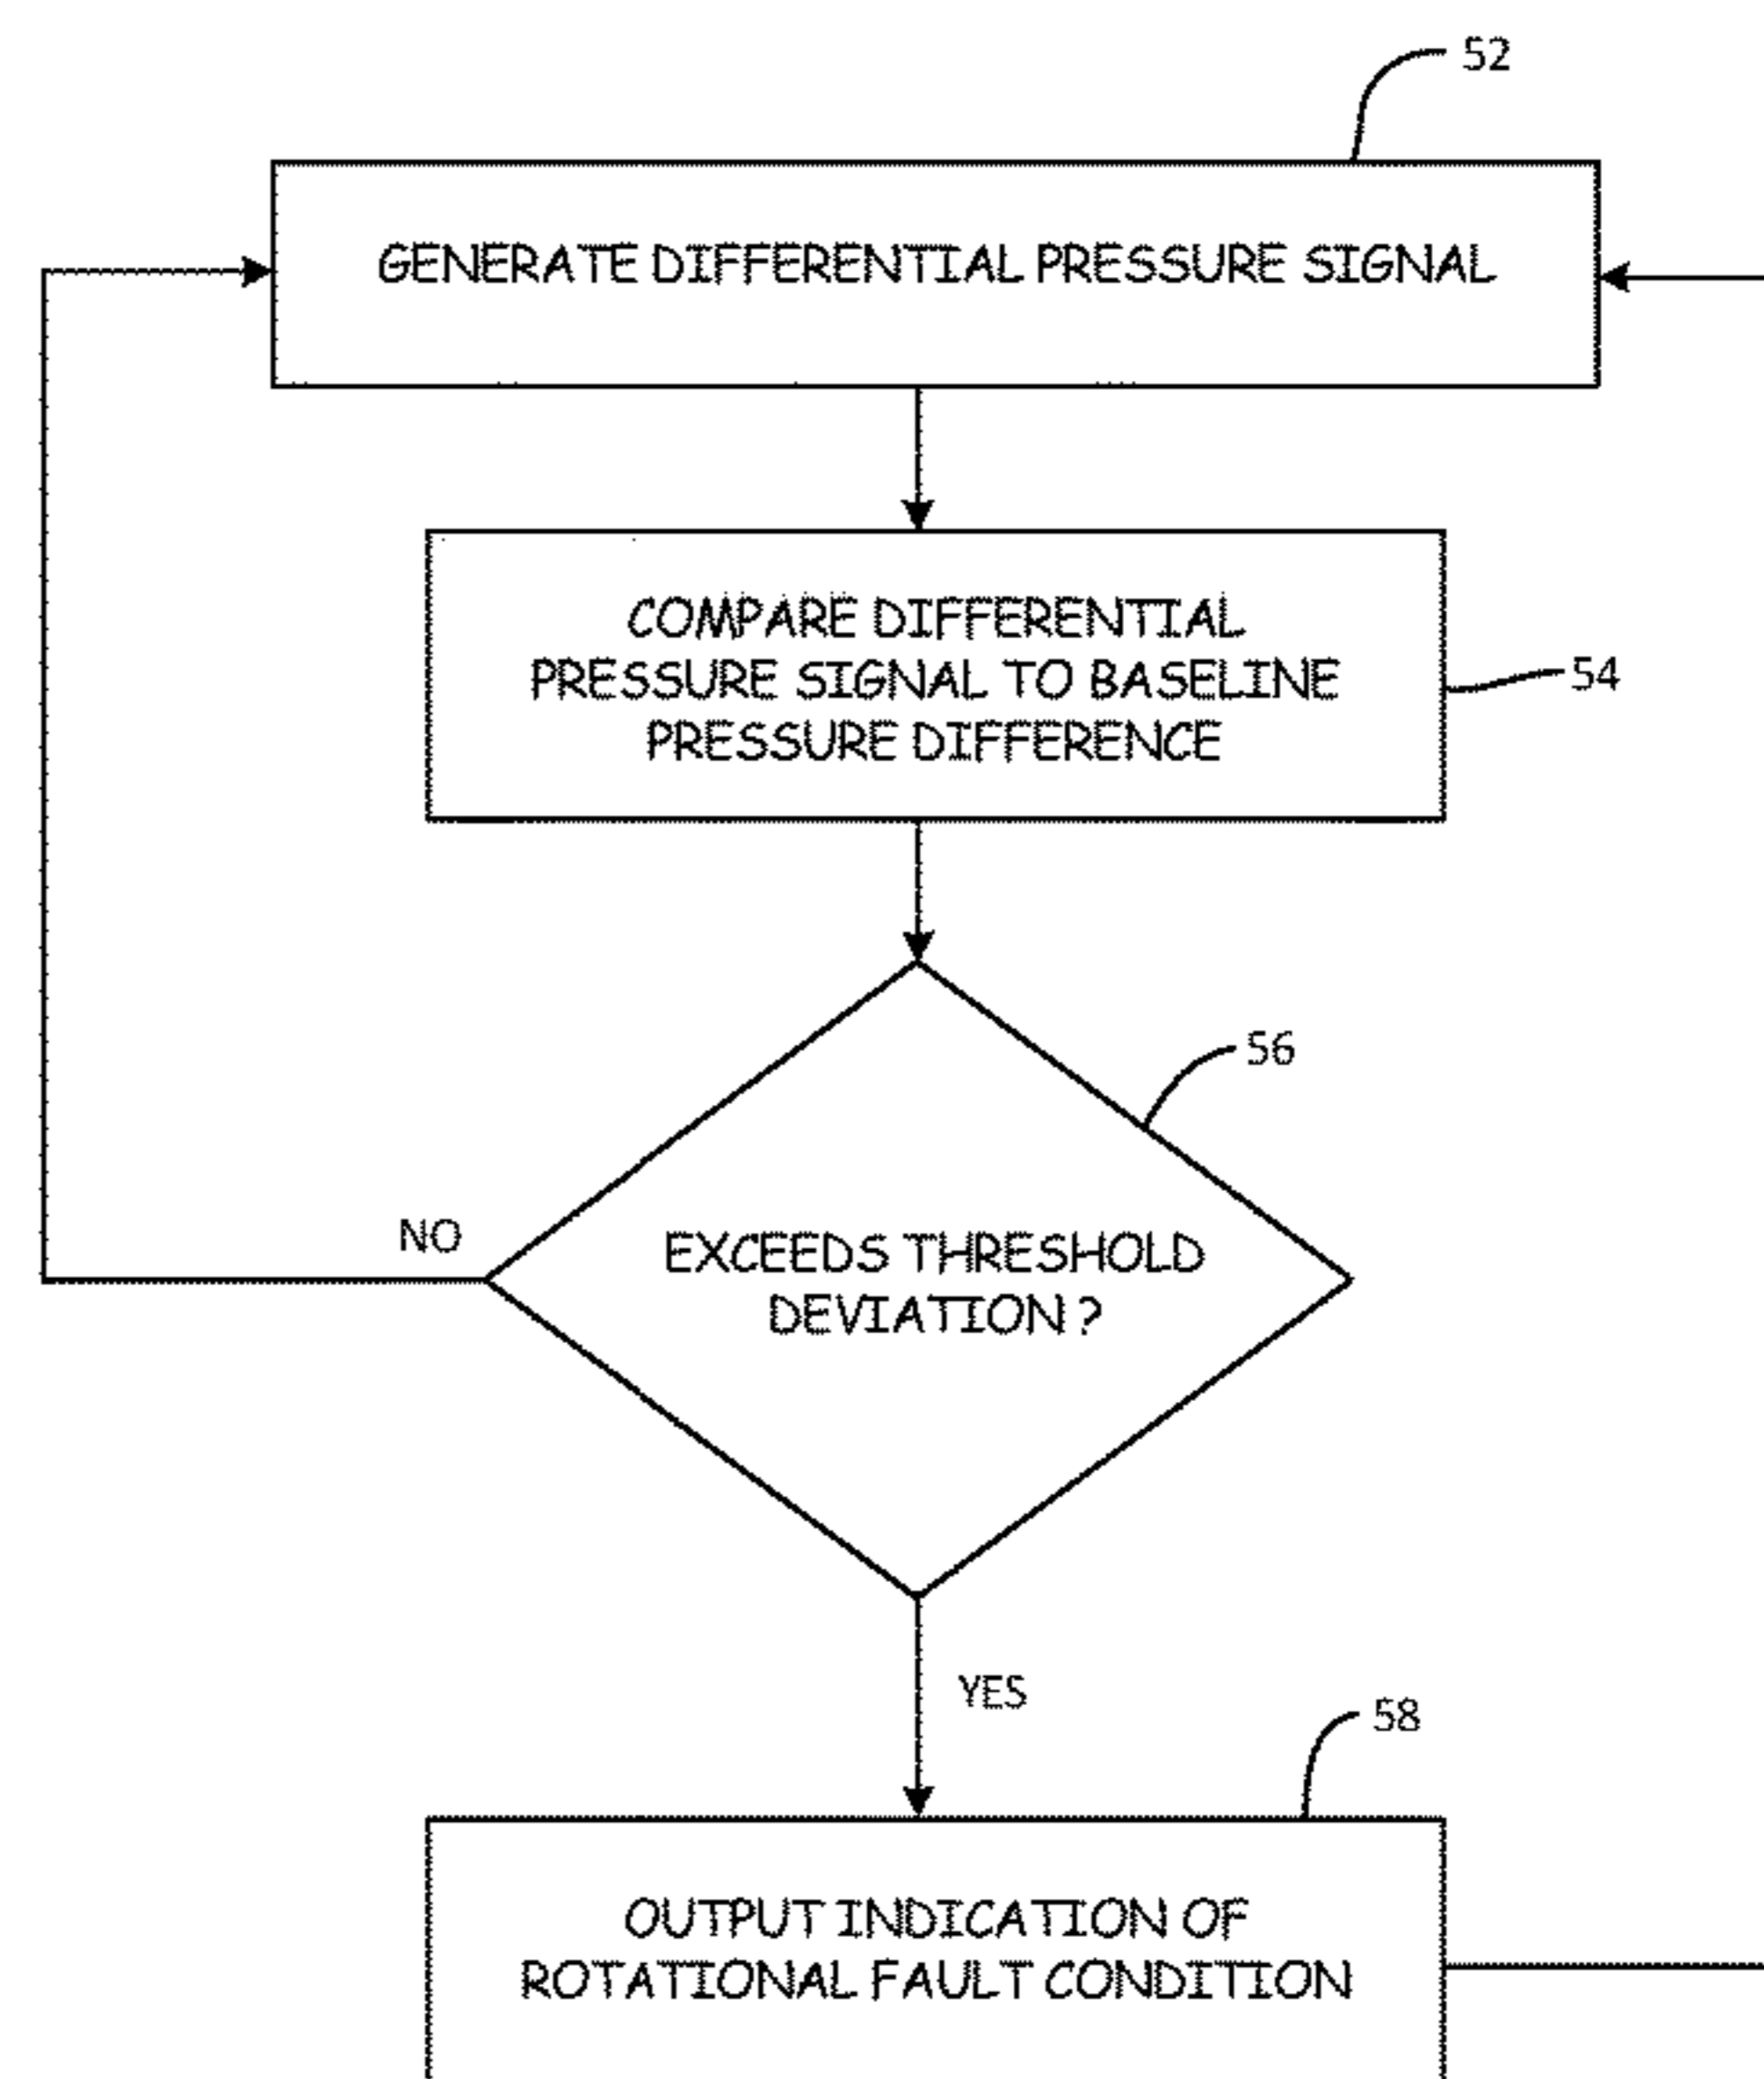 52
GENERATE DIFFERENTIAL PRESSURE SIGNAL
COMPARE DIFFERENTIAL
PRESSURE SIGNAL TO BASELINE
PRESSURE DIFFERENCE
54
56
EXCEEDS THRESHOLD
DEVIATION?
NO
YES
58
OUTPUT INDICATION OF
ROTATIONAL FAULT CONDITION